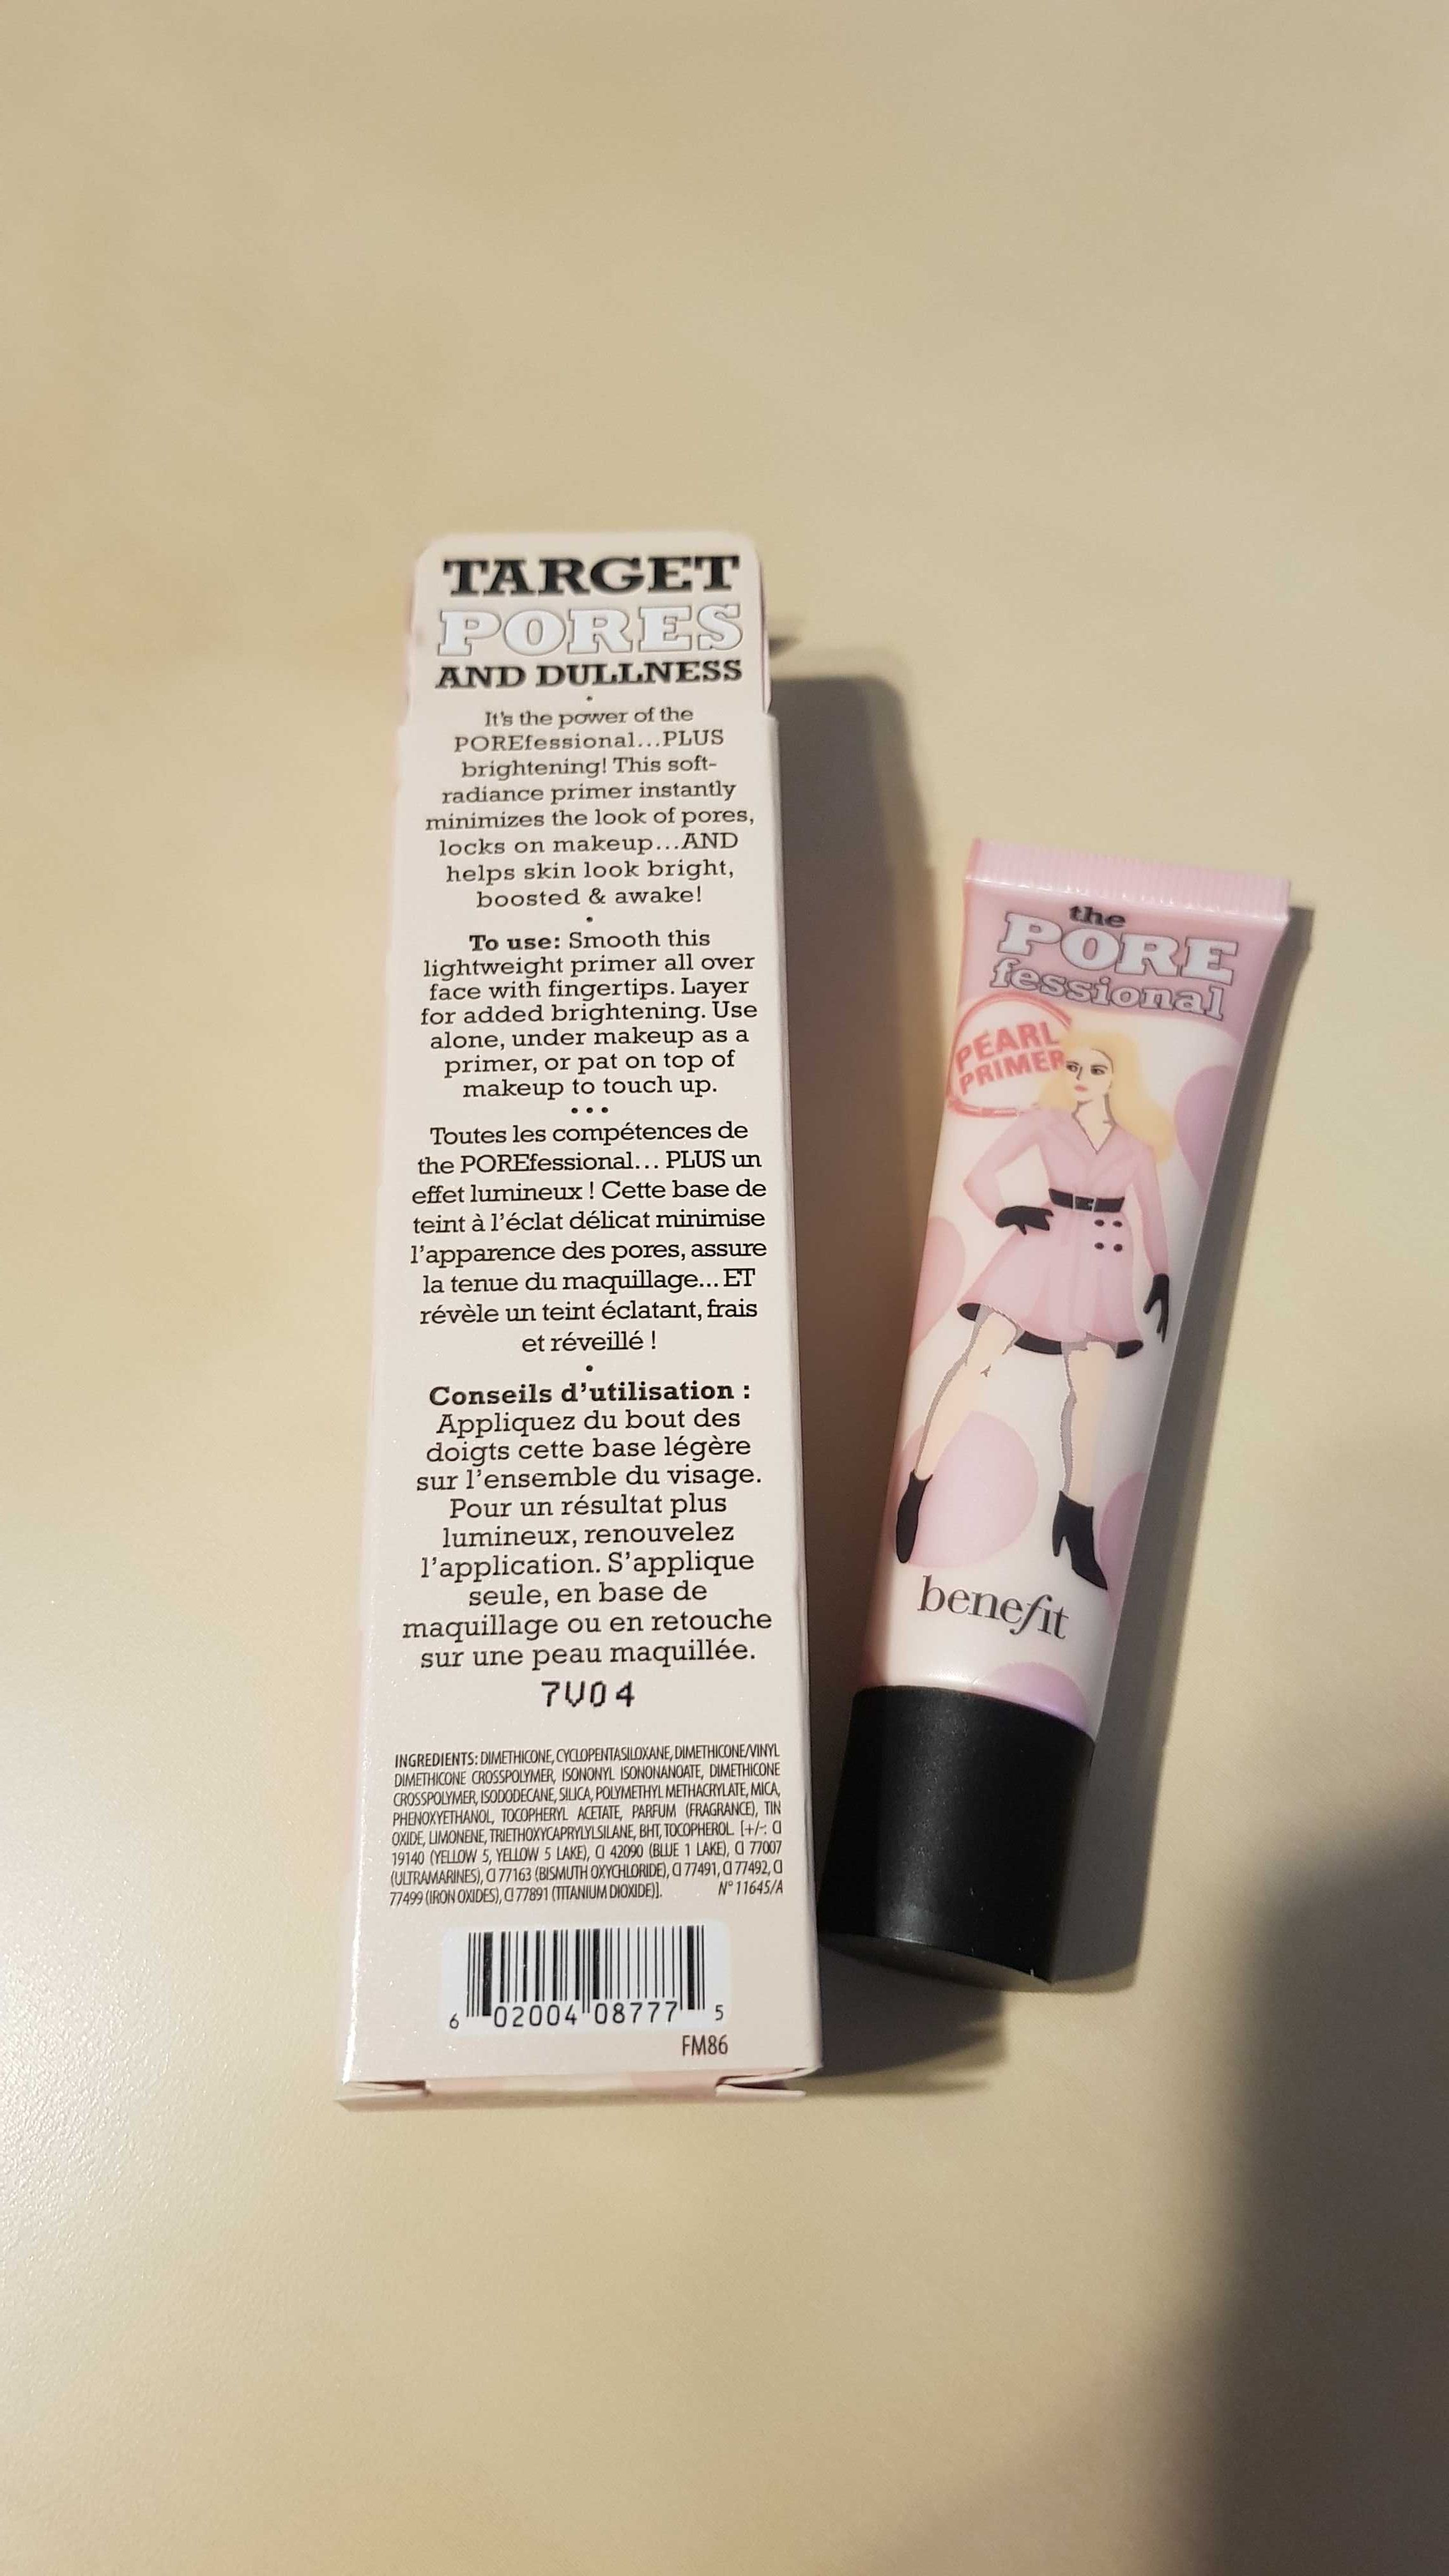 TARGET
PORES
AND DULLNESS
•
It's the power of the
POREfessional...PLUS
brightening! This soft-
radiance primer instantly
minimizes the look of pores,
locks on makeup...AND
helps skin look bright,
boosted & awake!
•
To use: Smooth this
lightweight primer all over
face with fingertips. Layer
for added brightening. Use
alone, under makeup as a
primer, or pat on top of
makeup to touch up.
• • •
Toutes les compétences de
the POREfessional... PLUS un
effet lumineux ! Cette base de
teint à l'éclat délicat minimise
l'apparence des pores, assure
la tenue du maquillage... ET
révèle un teint éclatant, frais
et réveillé !
•
Conseils d'utilisation :
Appliquez du bout des
doigts cette base légère
sur l'ensemble du visage.
Pour un résultat plus
lumineux, renouvelez
l'application. S'applique
seule, en base de
maquillage ou en retouche
sur une peau maquillée.
7V04
INGREDIENTS: DIMETHICONE, CYCLOPENTASILOXANE, DIMETHICONE/VINYL
DIMETHICONE CROSSPOLYMER, ISONONYL ISONONANOATE, DIMETHICONE
CROSSPOLYMER, ISODODECANE, SILICA, POLYMETHYL METHACRYLATE, MICA,
PHENOXYETHANOL, TOCOPHERYL ACETATE, PARFUM (FRAGRANCE), TIN
OXIDE, LIMONENE, TRIETHOXYCAPRYLYLSILANE, BHT, TOCOPHEROL. [+/-: CI
19140 (YELLOW 5, YELLOW 5 LAKE), CI 42090 (BLUE 1 LAKE), CI 77007
(ULTRAMARINES), CI 77163 (BISMUTH OXYCHLORIDE), CI 77491, CI 77492, CI
77499 (IRON OXIDES), CI 77891 (TITANIUM DIOXIDE)]. N° 11645/A
6 02004 08777 5
FM86
the
PORE
fessional
PEARL
PRIMER
benefit